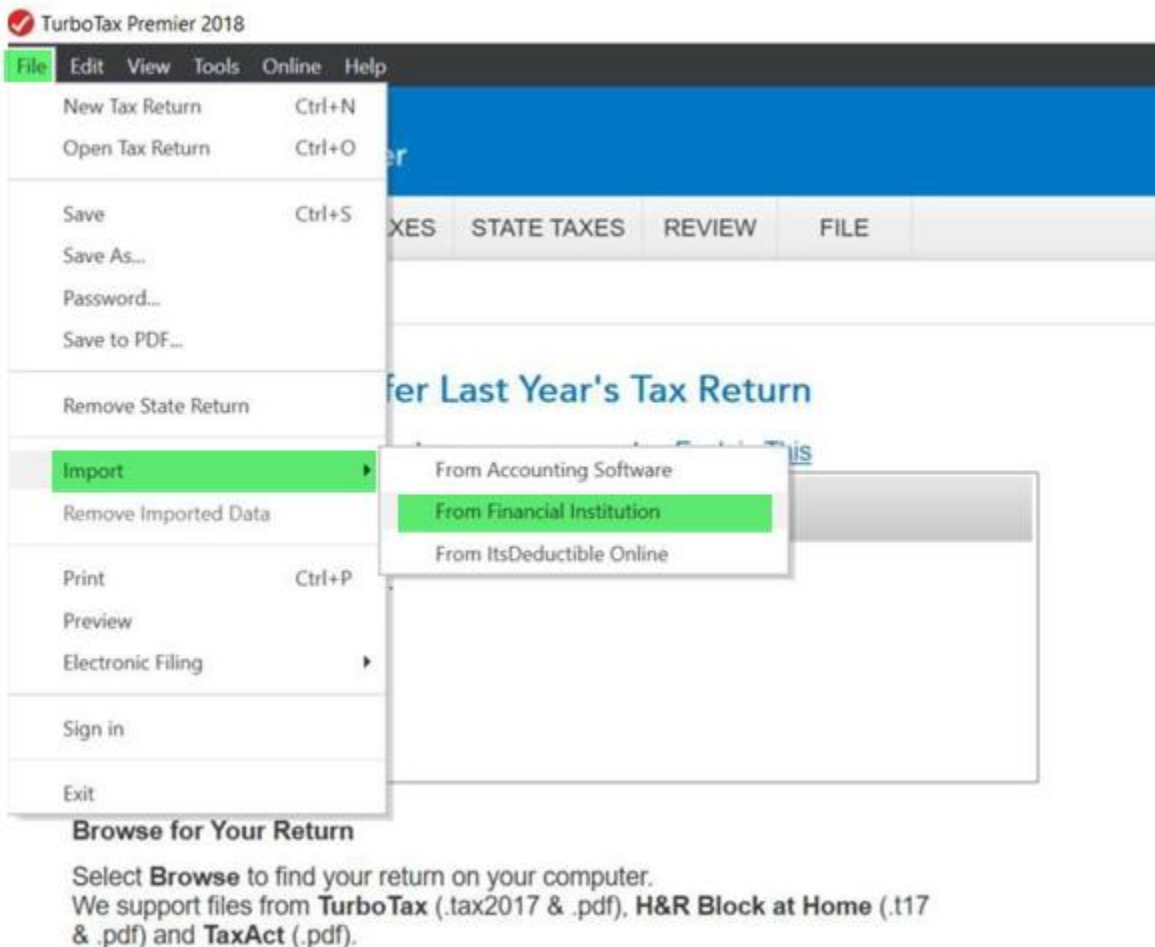 TurboTax Premier 2018
File Edit View Tools Online Help
New Tax Return Ctrl+N
Open Tax Return Ctrl+O
er
Save Ctrl+S
XES STATE TAXES REVIEW FILE
Save As...
Password...
Save to PDF...
fer Last Year's Tax Return
Remove State Return
This
Import
From Accounting Software
Remove Imported Data
From Financial Institution
From ItsDeductible Online
Print Ctrl+P
Preview
Electronic Filing
Sign in
Exit
Browse for Your Return
Select Browse to find your return on your computer.
We support files from TurboTax (.tax2017 & .pdf), H&R Block at Home (.t17
& .pdf) and TaxAct (.pdf).